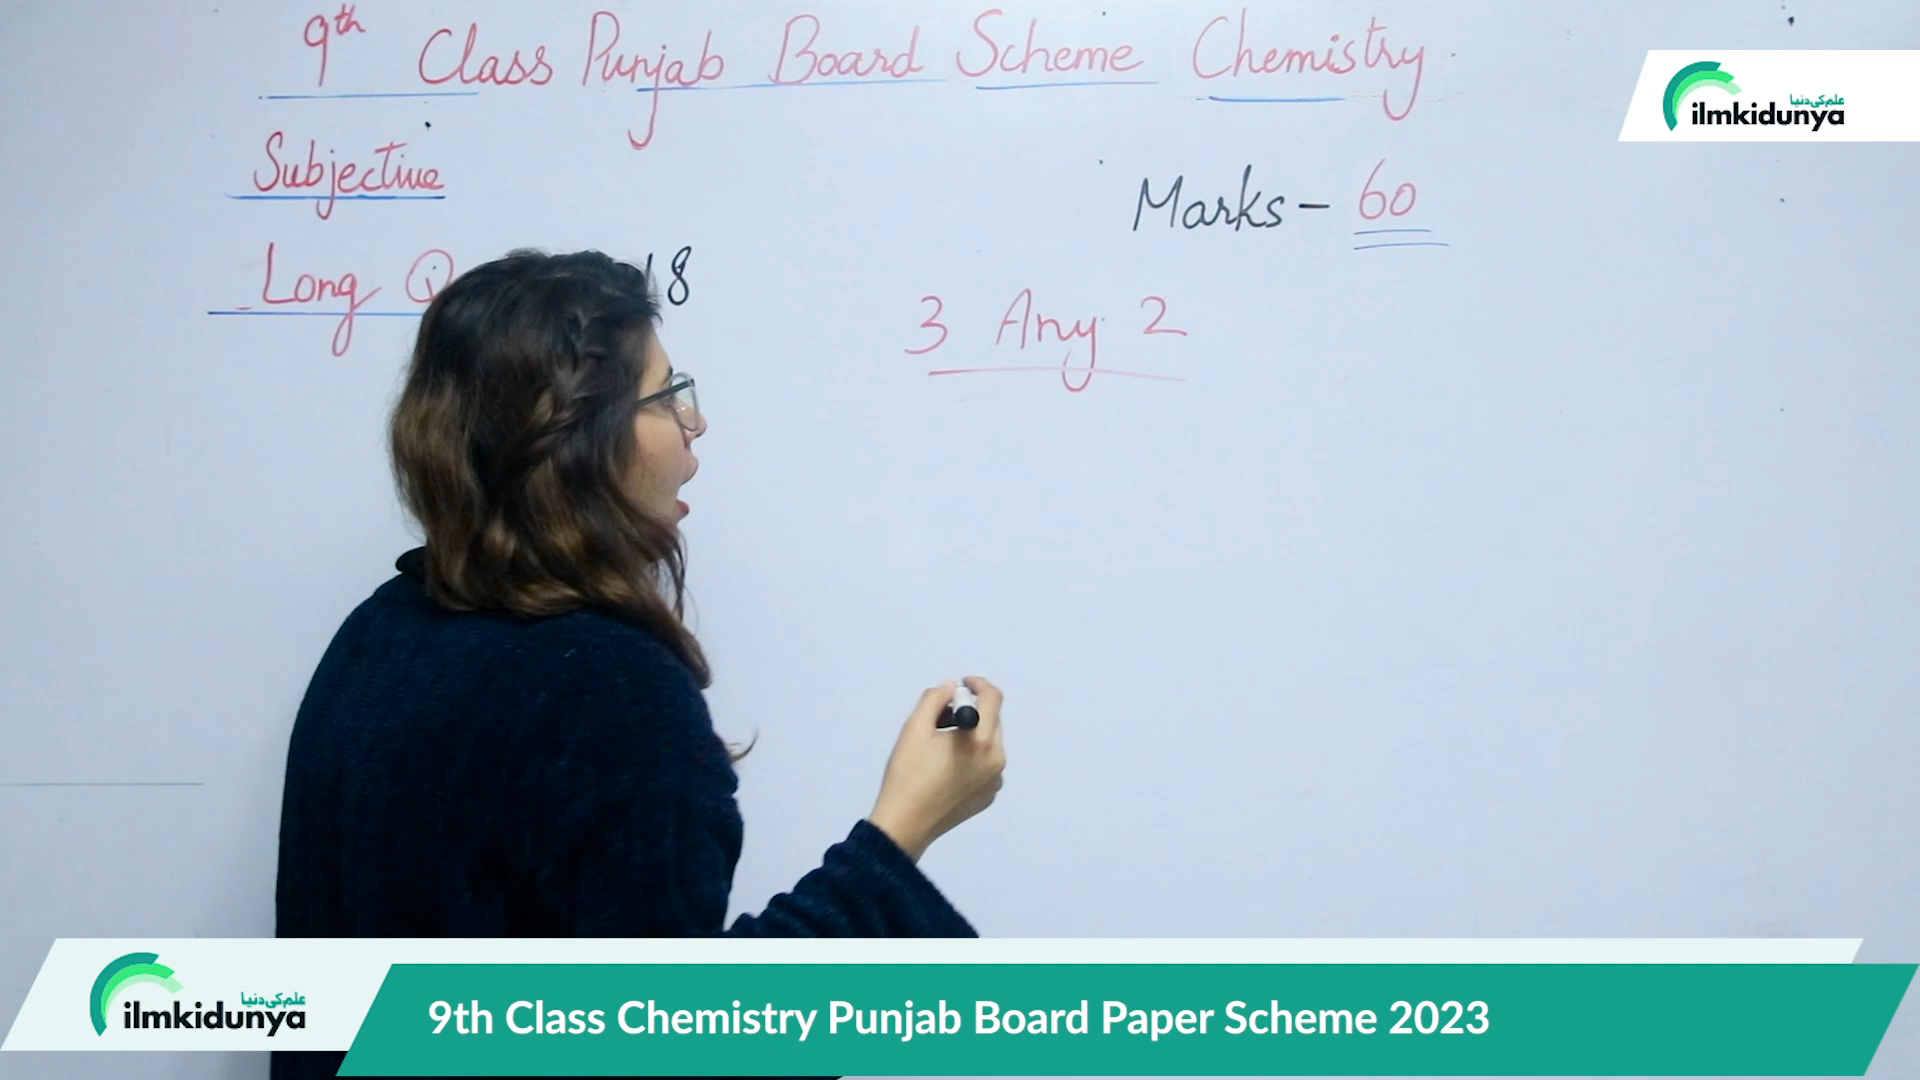 9th Class Punjab Board Scheme Chemistry
علم کی دنیا
ilmkidunya
Subjective
Marks - 60
Long Q 18
3 Any 2
علم کی دنیا
ilmkidunya
9th Class Chemistry Punjab Board Paper Scheme 2023